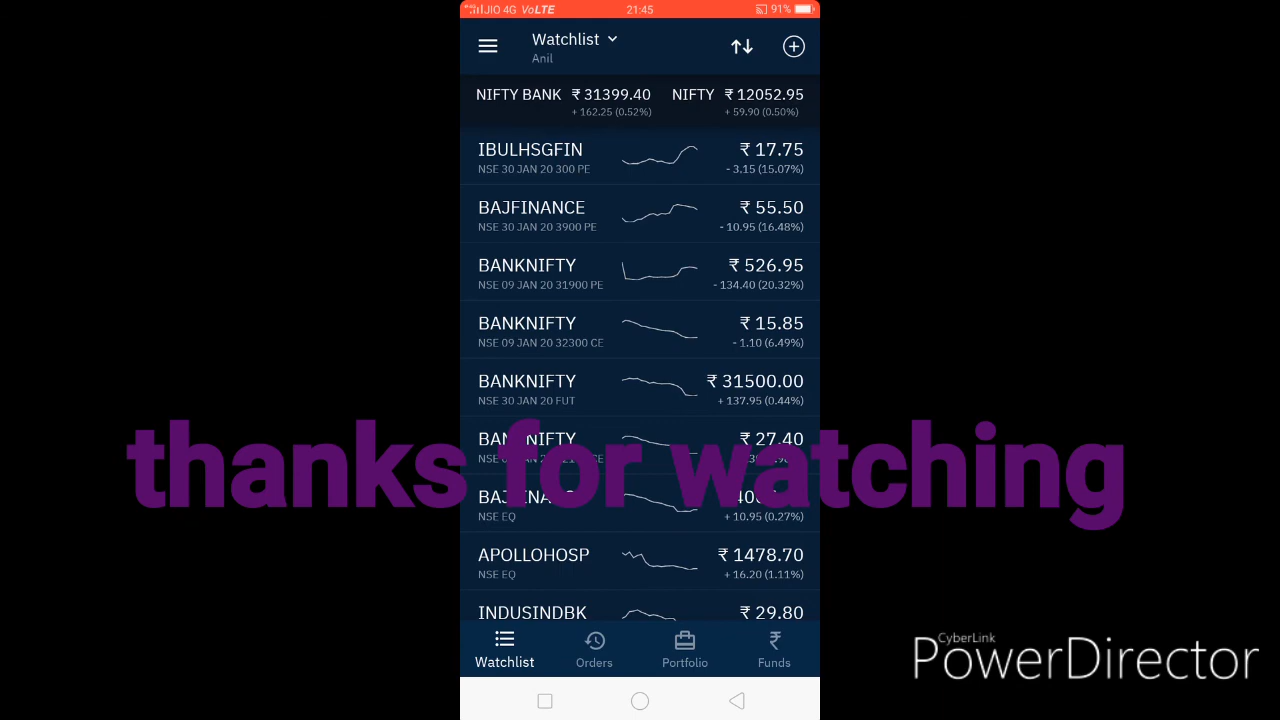 JIO 4G VoLTE 21:45 91%
Watchlist
Anil
NIFTY BANK ₹ 31399.40 NIFTY ₹ 12052.95
+ 162.25 (0.52%) + 59.90 (0.50%)
IBULHSGFIN ₹ 17.75
NSE 30 JAN 20 300 PE - 3.15 (15.07%)
BAJFINANCE ₹ 55.50
NSE 30 JAN 20 3900 PE - 10.95 (16.48%)
BANKNIFTY ₹ 526.95
NSE 09 JAN 20 31900 PE - 134.40 (20.32%)
BANKNIFTY ₹ 15.85
NSE 09 JAN 20 32300 CE - 1.10 (6.49%)
BANKNIFTY ₹ 31500.00
NSE 30 JAN 20 FUT + 137.95 (0.44%)
BANKNIFTY ₹ 27.40
thanks for watching
BAJFINANCE
NSE EQ + 10.95 (0.27%)
APOLLOHOSP ₹ 1478.70
NSE EQ + 16.20 (1.11%)
INDUSINDBK ₹ 29.80
Watchlist Orders Portfolio Funds
CyberLink
PowerDirector